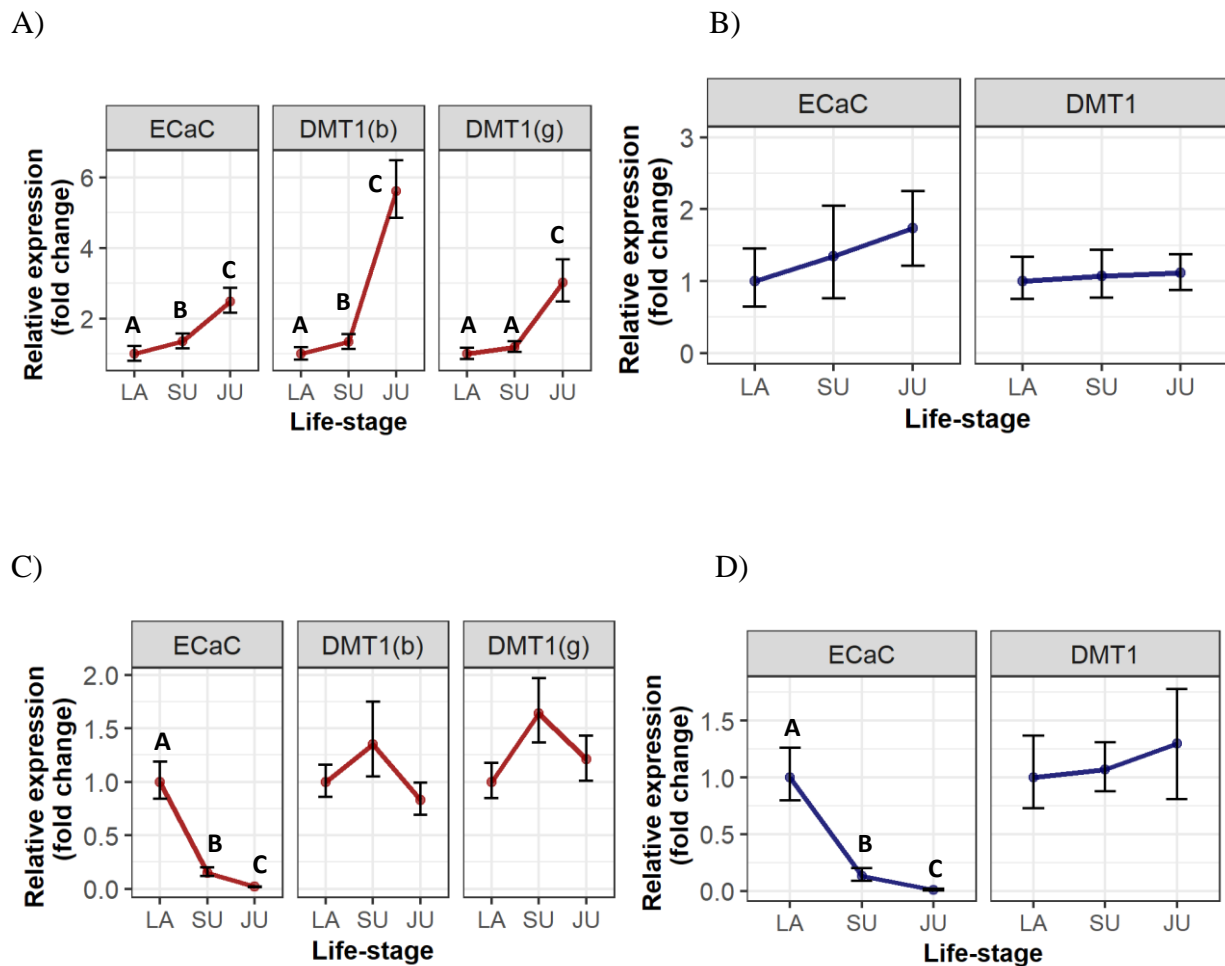 A)
ECaC DMT1(b) DMT1(g)
Relative expression
(fold change)
6
4
2
A B C
A B C
A A C
LA SU JU LA SU JU LA SU JU
Life-stage
B)
ECaC DMT1
Relative expression
(fold change)
3
2
1
0
LA SU JU LA SU JU
Life-stage
C)
ECaC DMT1(b) DMT1(g)
Relative expression
(fold change)
2.0
1.5
1.0
0.5
0.0
A B C
LA SU JU LA SU JU LA SU JU
Life-stage
D)
ECaC DMT1
Relative expression
(fold change)
1.5
1.0
0.5
0.0
A B C
LA SU JU LA SU JU
Life-stage